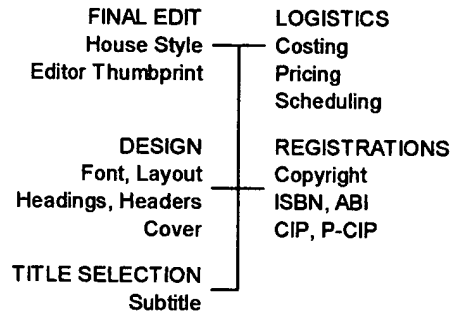 FINAL EDIT
House Style
Editor Thumbprint
LOGISTICS
Costing
Pricing
Scheduling
DESIGN
Font, Layout
Headings, Headers
Cover
REGISTRATIONS
Copyright
ISBN, ABI
CIP, P-CIP
TITLE SELECTION
Subtitle